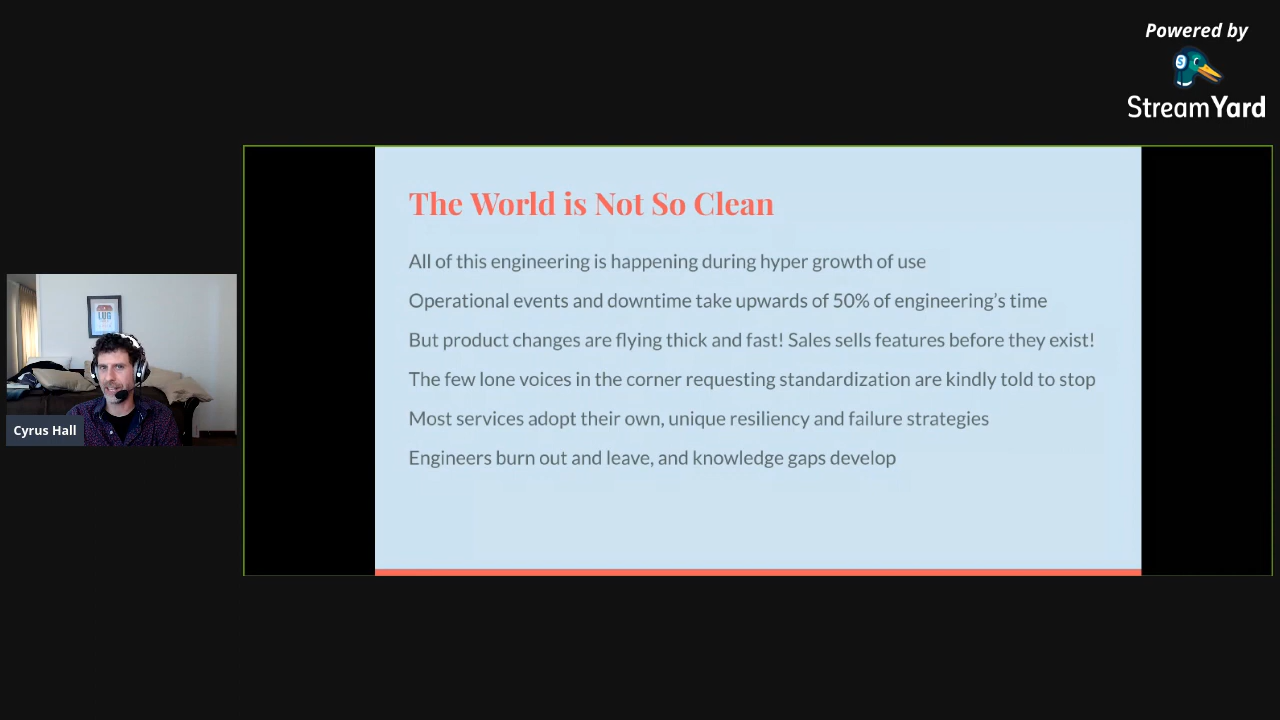 Powered by
StreamYard
The World is Not So Clean
All of this engineering is happening during hyper growth of use
Operational events and downtime take upwards of 50% of engineering’s time
But product changes are flying thick and fast! Sales sells features before they exist!
The few lone voices in the corner requesting standardization are kindly told to stop
Most services adopt their own, unique resiliency and failure strategies
Engineers burn out and leave, and knowledge gaps develop
LUG
Cyrus Hall